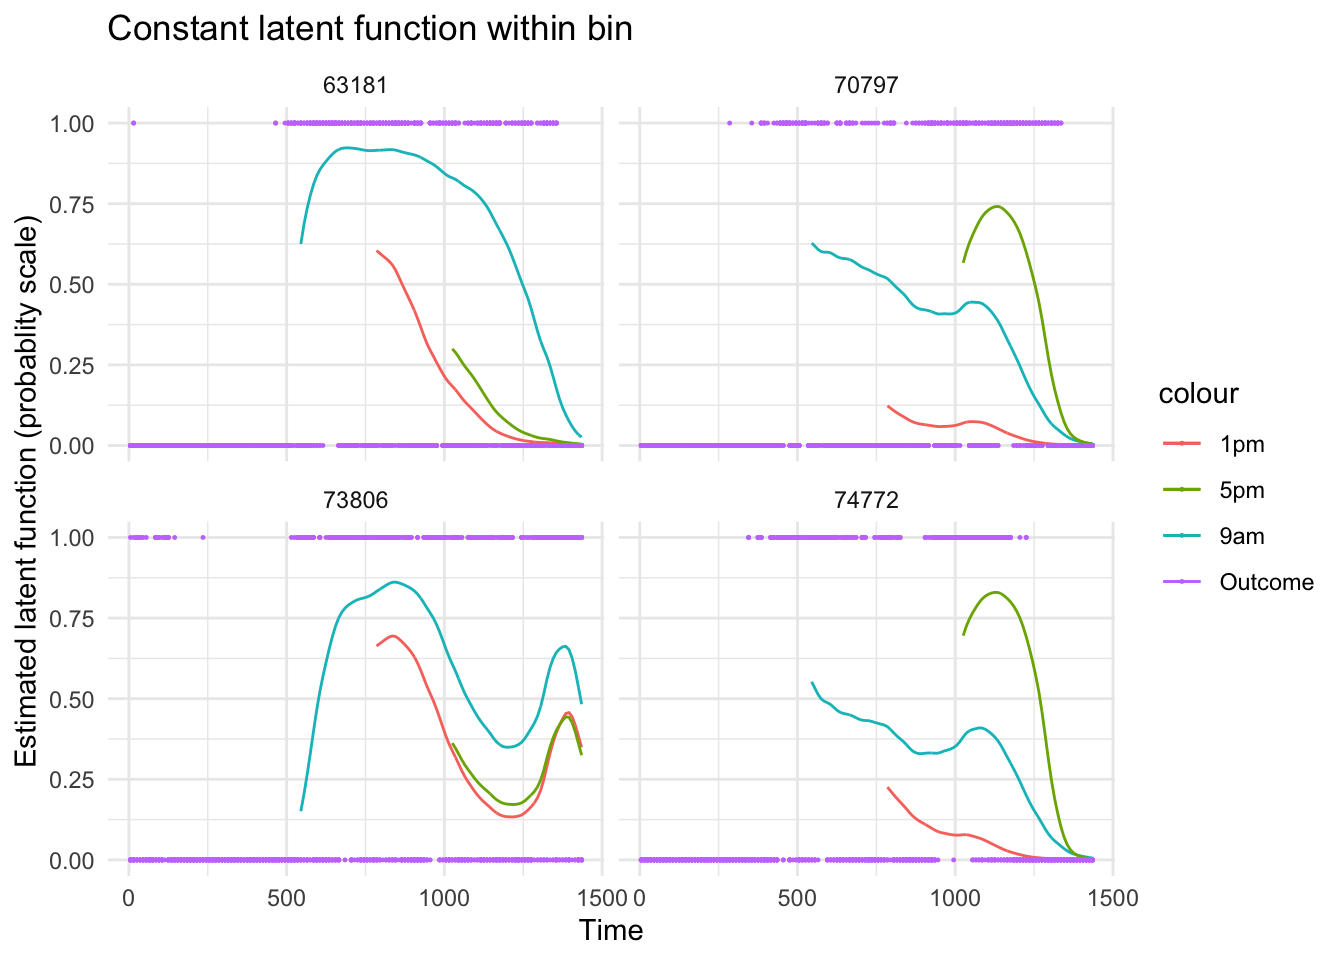 Constant latent function within bin
63181
70797
1.00
0.75
0.50
0.25
0.00
73806
74772
1.00
0.75
0.50
0.25
0.00
0 500 1000 1500 0 500 1000 1500
Time
Estimated latent function (probablity scale)
colour
1pm
5pm
9am
Outcome